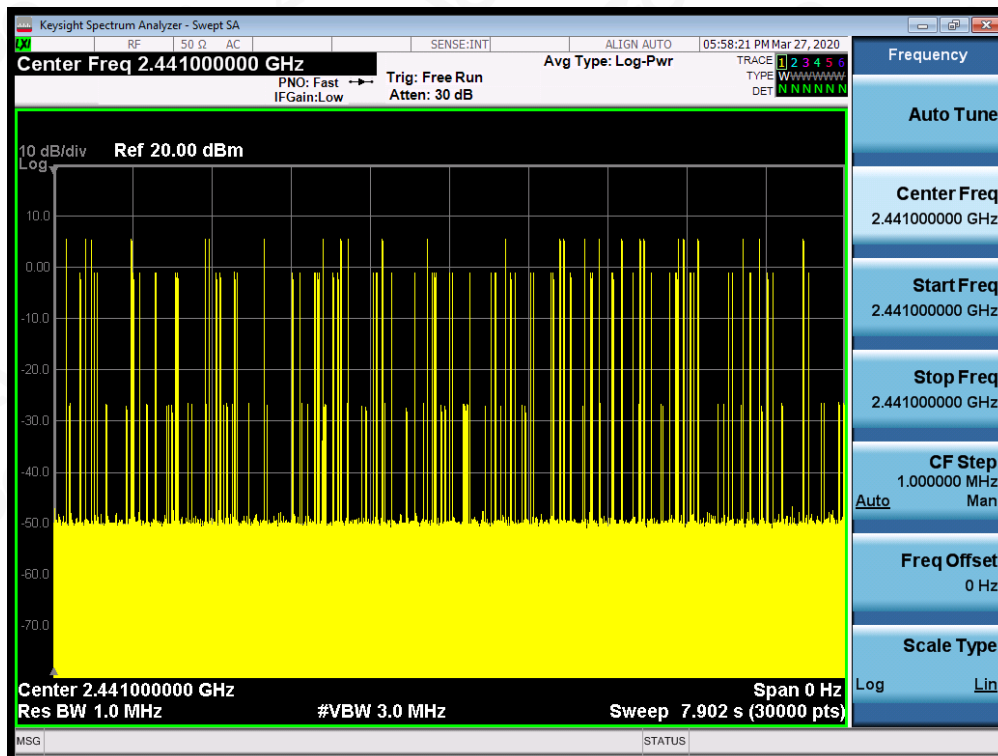 Keysight Spectrum Analyzer - Swept SA
LXI RF 50 Ω AC SENSE:INT ALIGN AUTO 05:58:21 PM Mar 27, 2020
Center Freq 2.441000000 GHz
PNO: Fast
IFGain:Low
Trig: Free Run
Atten: 30 dB
Avg Type: Log-Pwr
TRACE 1 2 3 4 5 6
TYPE WWWWWW
DET N N N N N N
10 dB/div Ref 20.00 dBm
Log
10.0
0.00
-10.0
-20.0
-30.0
-40.0
-50.0
-60.0
-70.0
Center 2.441000000 GHz Span 0 Hz
Res BW 1.0 MHz #VBW 3.0 MHz Sweep 7.902 s (30000 pts)
MSG STATUS
Frequency
Auto Tune
Center Freq
2.441000000 GHz
Start Freq
2.441000000 GHz
Stop Freq
2.441000000 GHz
CF Step
1.000000 MHz
Auto Man
Freq Offset
0 Hz
Scale Type
Log Lin